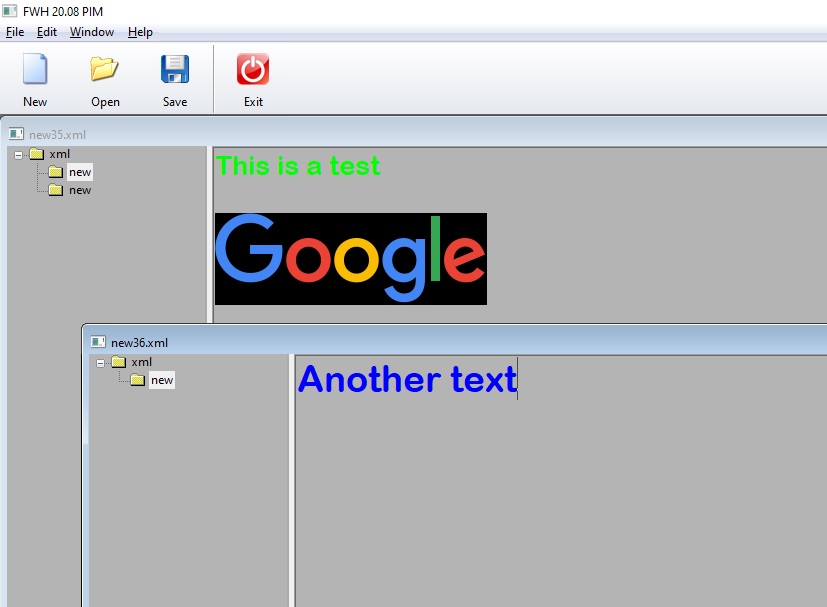 FWH 20.08 PIM
File Edit Window Help
New Open Save Exit
new35.xml
xml
new
new
This is a test
Google
new36.xml
xml
new
Another text